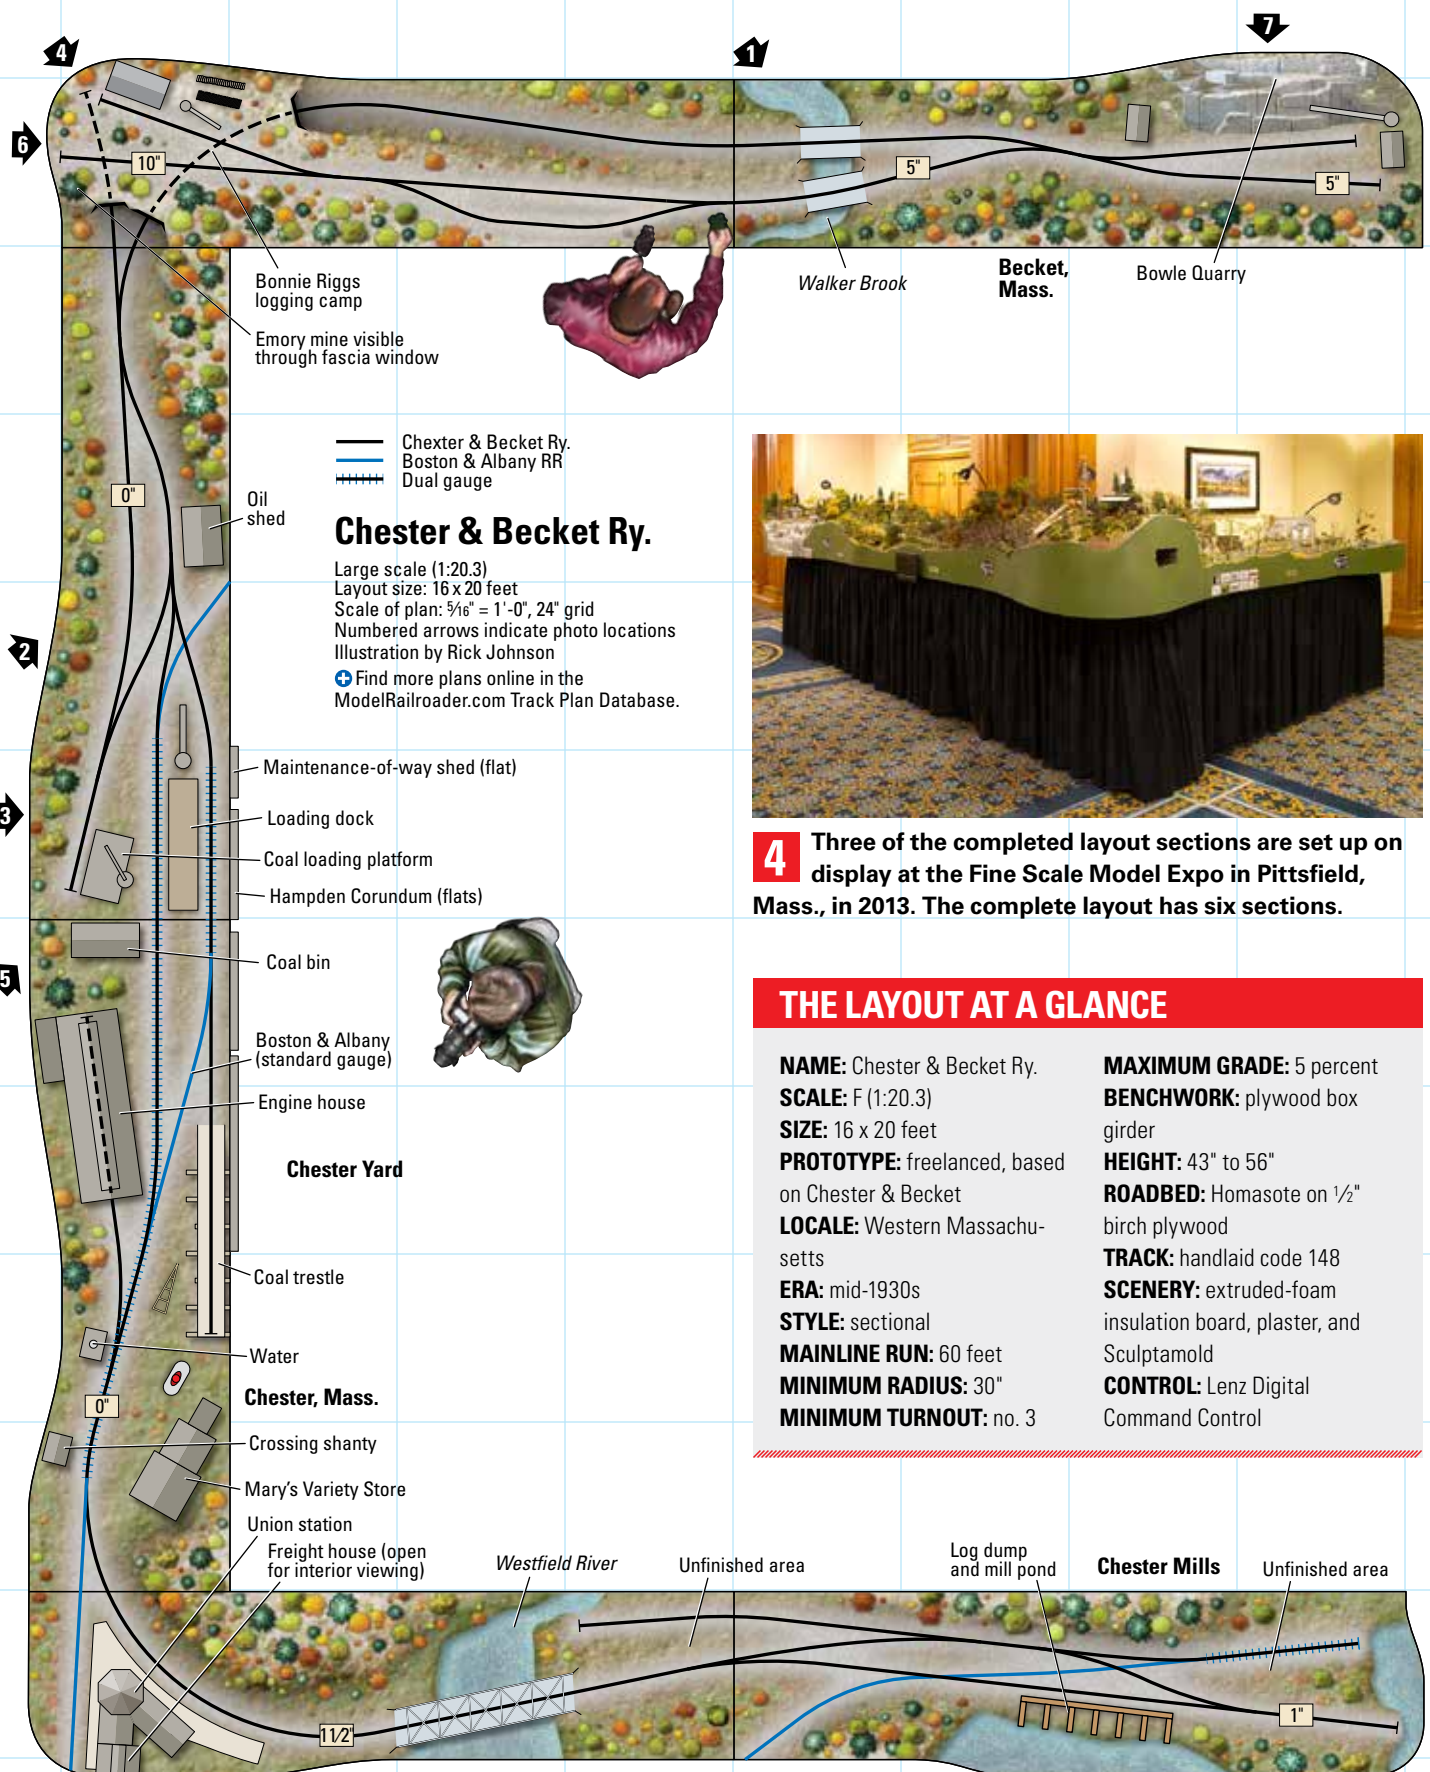 7
4
1
6
10"
5"
5"
Walker Brook
Becket,
Mass.
Bowle Quarry
Bonnie Riggs
logging camp
Emory mine visible
through fascia window
Chexter & Becket Ry.
Boston & Albany RR
Dual gauge
0"
Oil
shed
Chester & Becket Ry.
Large scale (1:20.3)
Layout size: 16 x 20 feet
Scale of plan: 5/16" = 1'-0", 24" grid
Numbered arrows indicate photo locations
Illustration by Rick Johnson
Find more plans online in the
ModelRailroader.com Track Plan Database.
2
3
5
Maintenance-of-way shed (flat)
Loading dock
Coal loading platform
Hampden Corundum (flats)
Coal bin
Boston & Albany
(standard gauge)
Engine house
Chester Yard
Coal trestle
Water
Chester, Mass.
0"
Crossing shanty
Mary's Variety Store
Union station
Freight house (open
for interior viewing)
4 Three of the completed layout sections are set up on
display at the Fine Scale Model Expo in Pittsfield,
Mass., in 2013. The complete layout has six sections.
THE LAYOUT AT A GLANCE
NAME: Chester & Becket Ry.
SCALE: F (1:20.3)
SIZE: 16 x 20 feet
PROTOTYPE: freelanced, based
on Chester & Becket
LOCALE: Western Massachu-
setts
ERA: mid-1930s
STYLE: sectional
MAINLINE RUN: 60 feet
MINIMUM RADIUS: 30"
MINIMUM TURNOUT: no. 3
MAXIMUM GRADE: 5 percent
BENCHWORK: plywood box
girder
HEIGHT: 43" to 56"
ROADBED: Homasote on 1/2"
birch plywood
TRACK: handlaid code 148
SCENERY: extruded-foam
insulation board, plaster, and
Sculptamold
CONTROL: Lenz Digital
Command Control
Westfield River
Unfinished area
Log dump
and mill pond
Chester Mills
Unfinished area
11/2"
1"